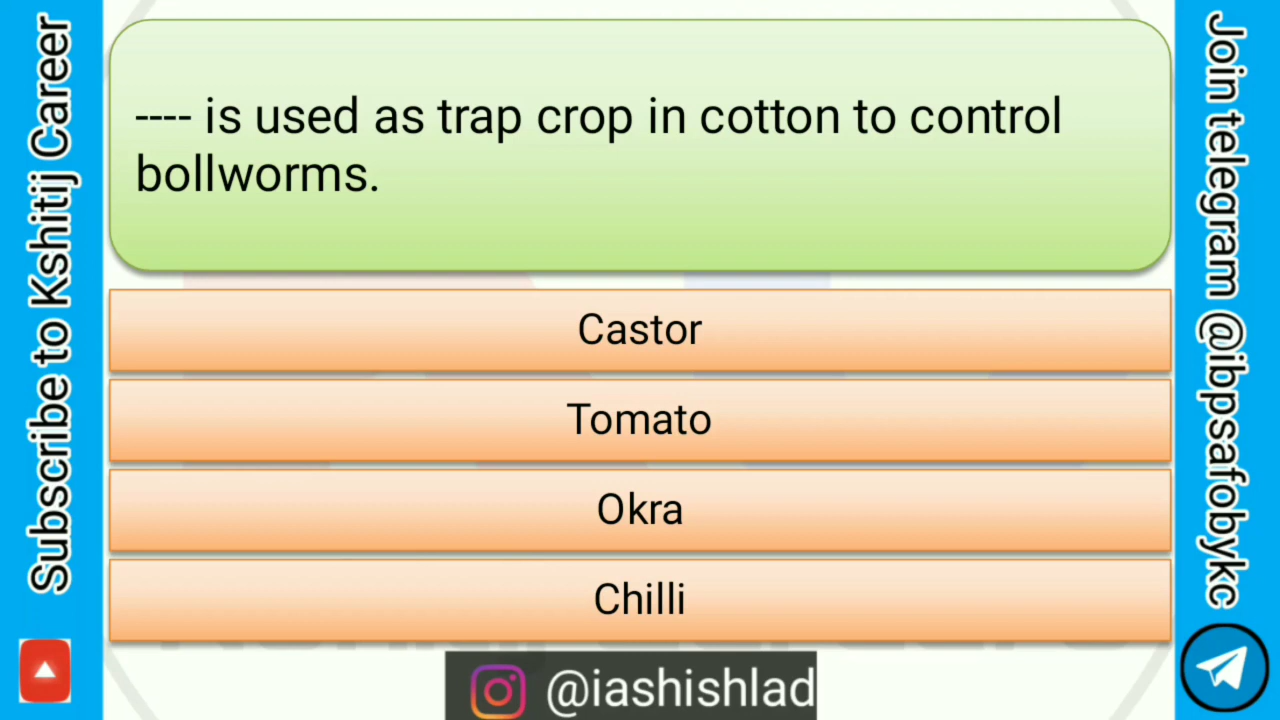 Subscribe to Kshitij Career
---- is used as trap crop in cotton to control
bollworms.
Castor
Tomato
Okra
Chilli
@iashishlad
Join telegram @ibpsafobykc